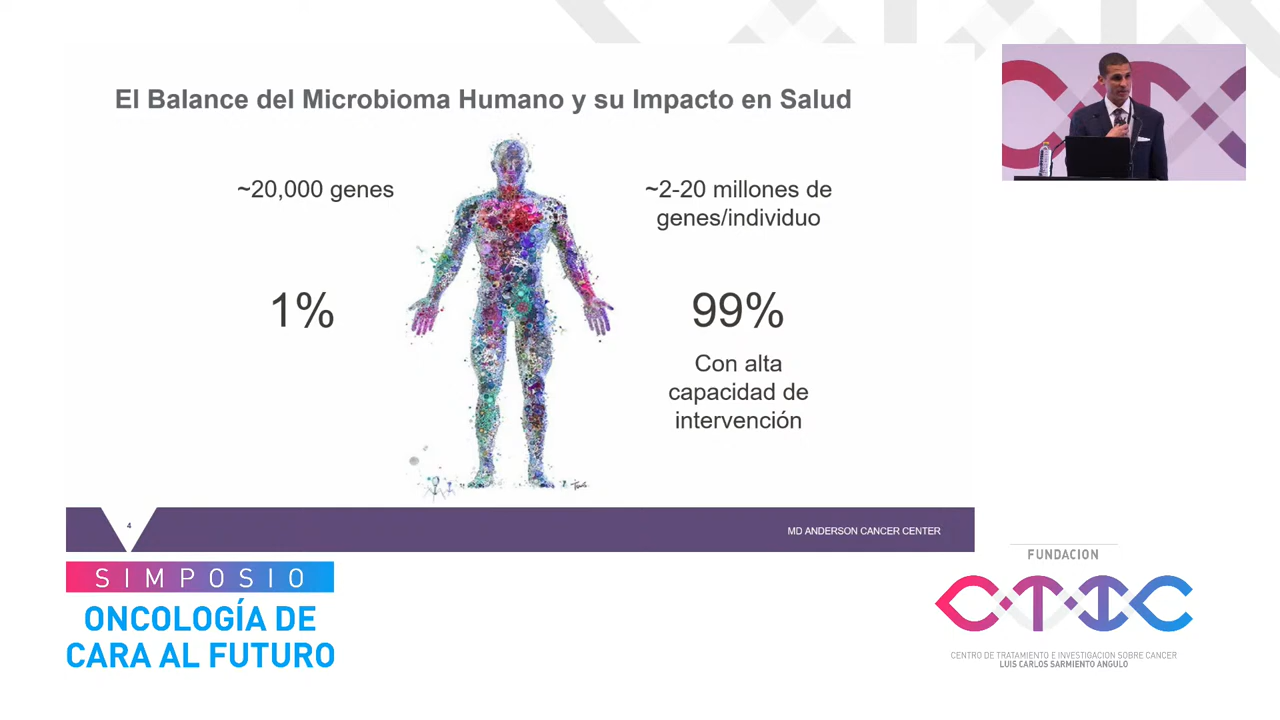 El Balance del Microbioma Humano y su Impacto en Salud
~20,000 genes
1%
~2-20 millones de
genes/individuo
99%
Con alta
capacidad de
intervención
4
MD ANDERSON CANCER CENTER
SIMPOSIO
ONCOLOGÍA DE
CARA AL FUTURO
FUNDACION
CTIC
CENTRO DE TRATAMIENTO E INVESTIGACION SOBRE CANCER
LUIS CARLOS SARMIENTO ANGULO